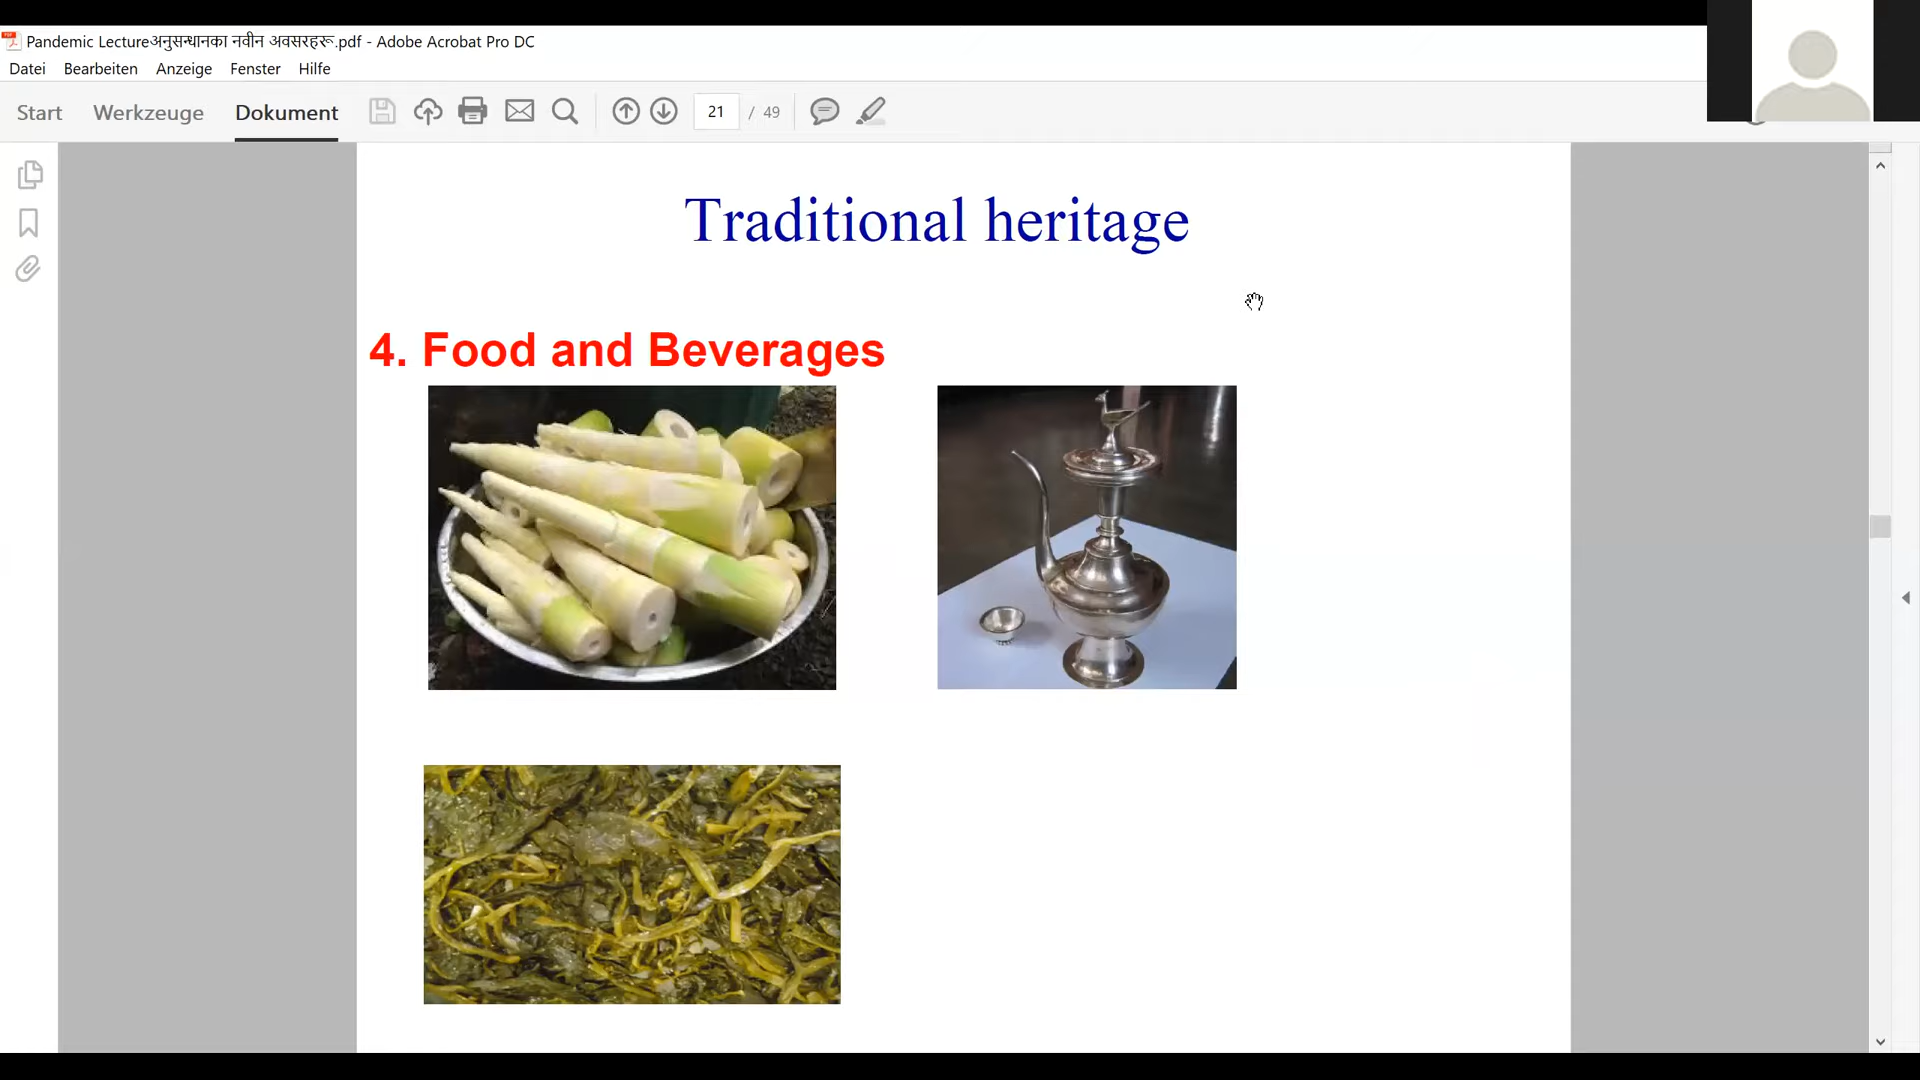 Pandemic Lectureअनुसन्धानका नवीन अवसरहरू.pdf - Adobe Acrobat Pro DC
Datei Bearbeiten Anzeige Fenster Hilfe
Start Werkzeuge Dokument 21 / 49
Traditional heritage
4. Food and Beverages